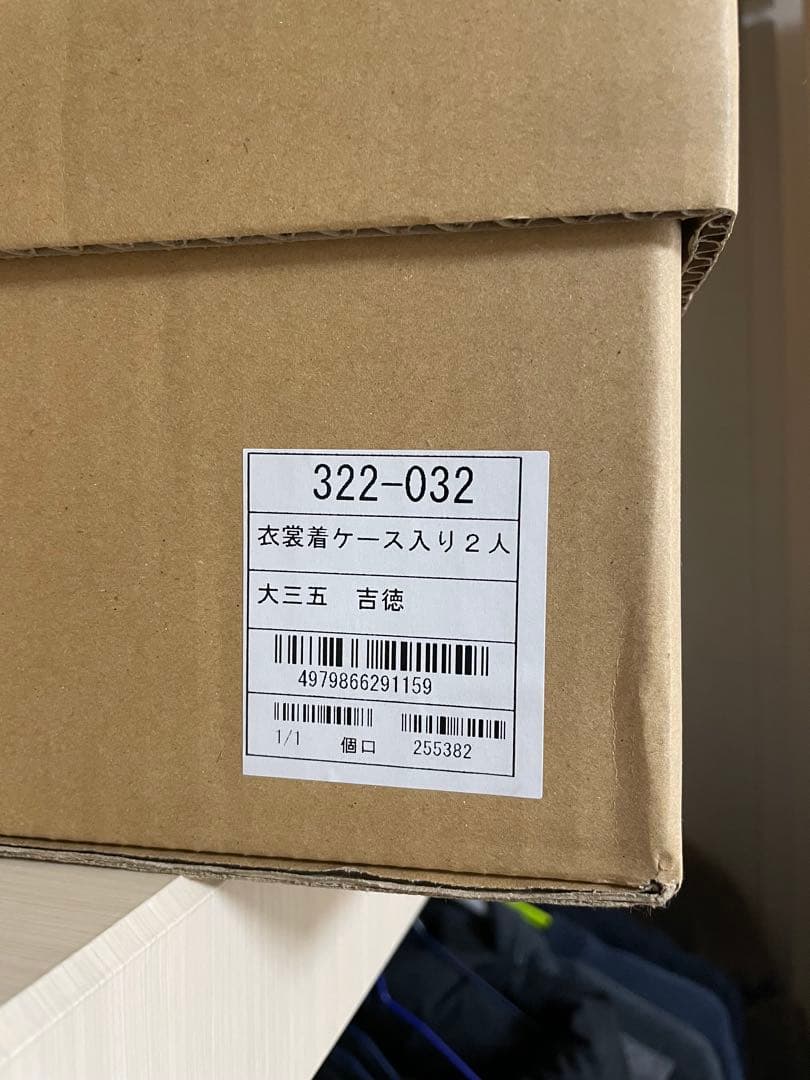 322-032
衣裳着ケース入り２人
大三五　吉徳
4979866291159
1/1　個口　255382